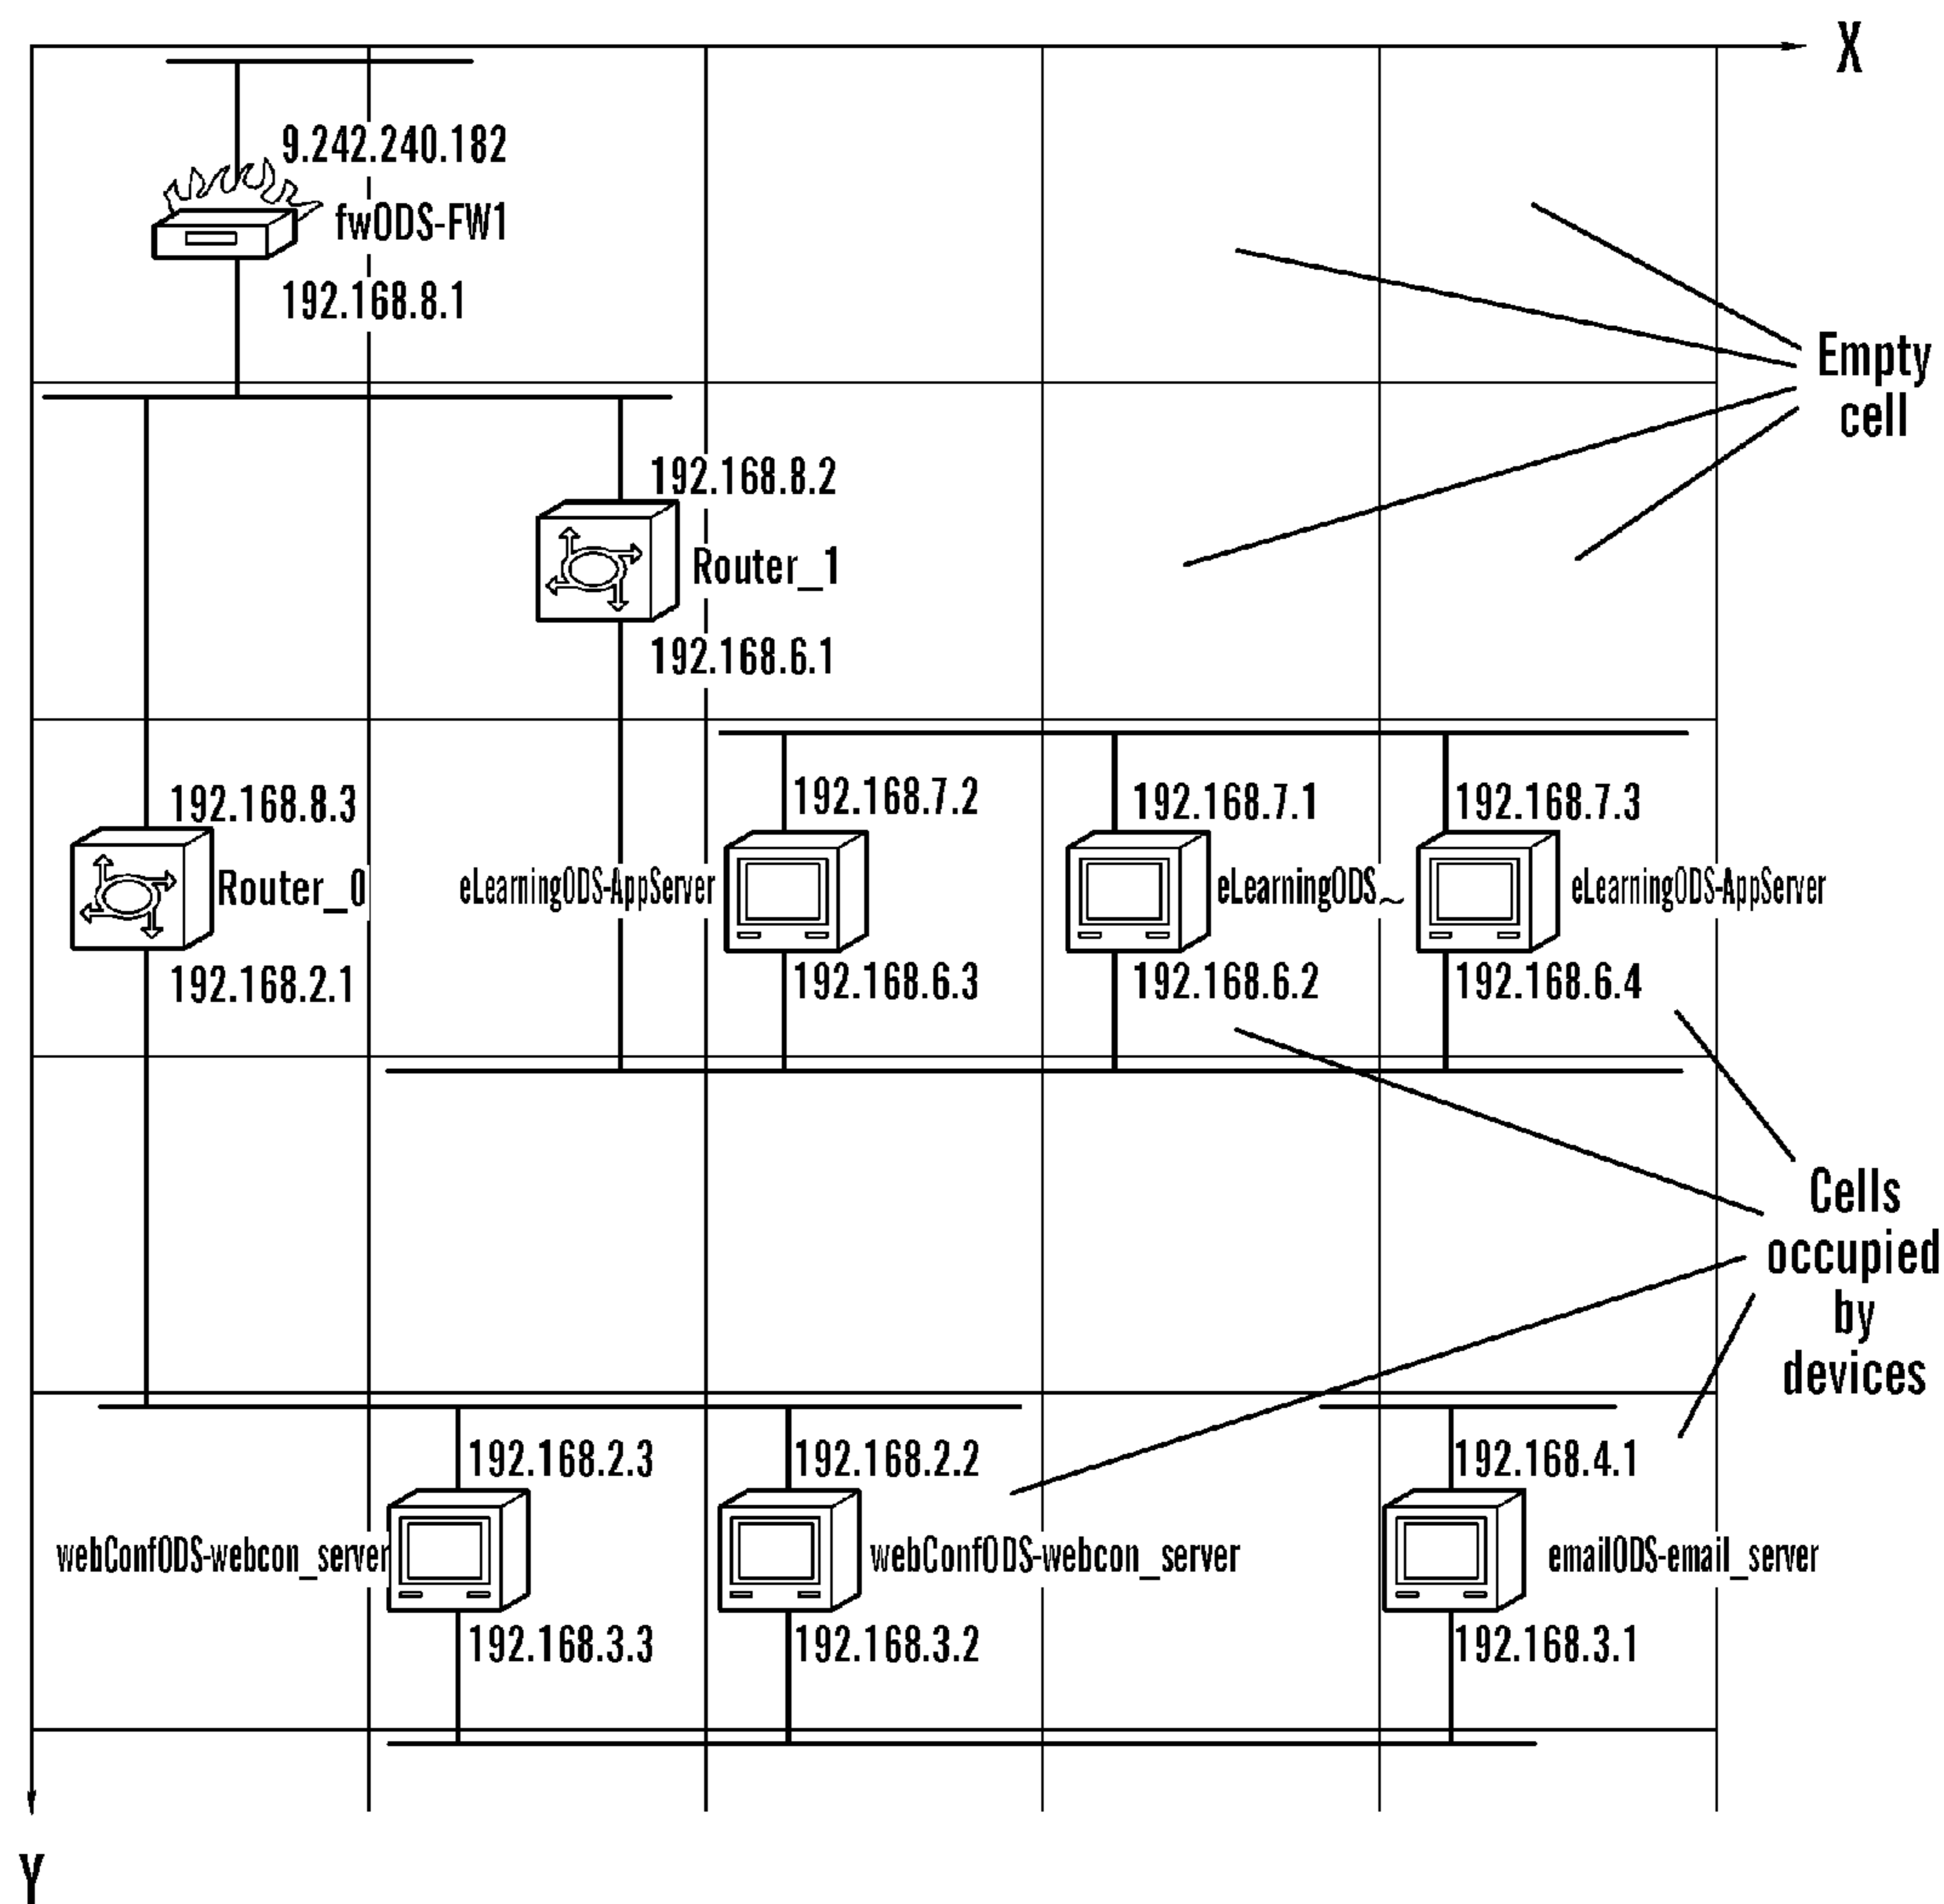 X
9.242.240.182
fwODS-FW1
192.168.8.1
Empty
cell
192.168.8.2
Router_1
192.168.6.1
192.168.8.3
Router_0
192.168.2.1
192.168.7.2
eLearningODS-AppServer
192.168.6.3
192.168.7.1
eLearningODS~
192.168.6.2
192.168.7.3
eLearningODS-AppServer
192.168.6.4
Cells
occupied
by
devices
192.168.2.3
webConfODS-webcon_server
192.168.3.3
192.168.2.2
webConfODS-webcon_server
192.168.3.2
192.168.4.1
emailODS-email_server
192.168.3.1
Y